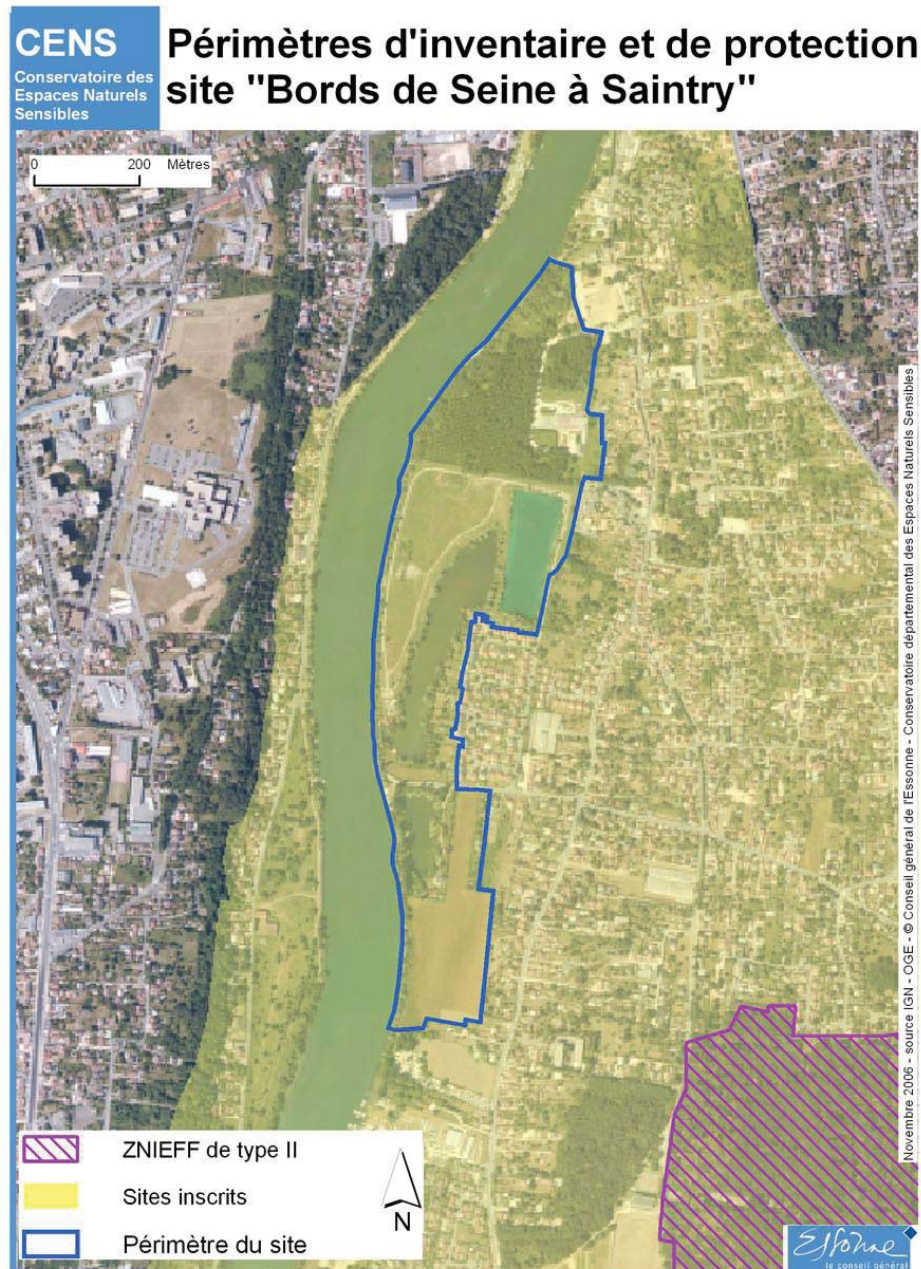 CENS
Conservatoire des
Espaces Naturels
Sensibles
Périmètres d'inventaire et de protection
site "Bords de Seine à Saintry"
0 200 Mètres
Novembre 2006 - source IGN - OGE - © Conseil général de l'Essonne - Conservatoire départemental des Espaces Naturels Sensibles
ZNIEFF de type II
Sites inscrits
Périmètre du site
N
Essonne
le conseil général